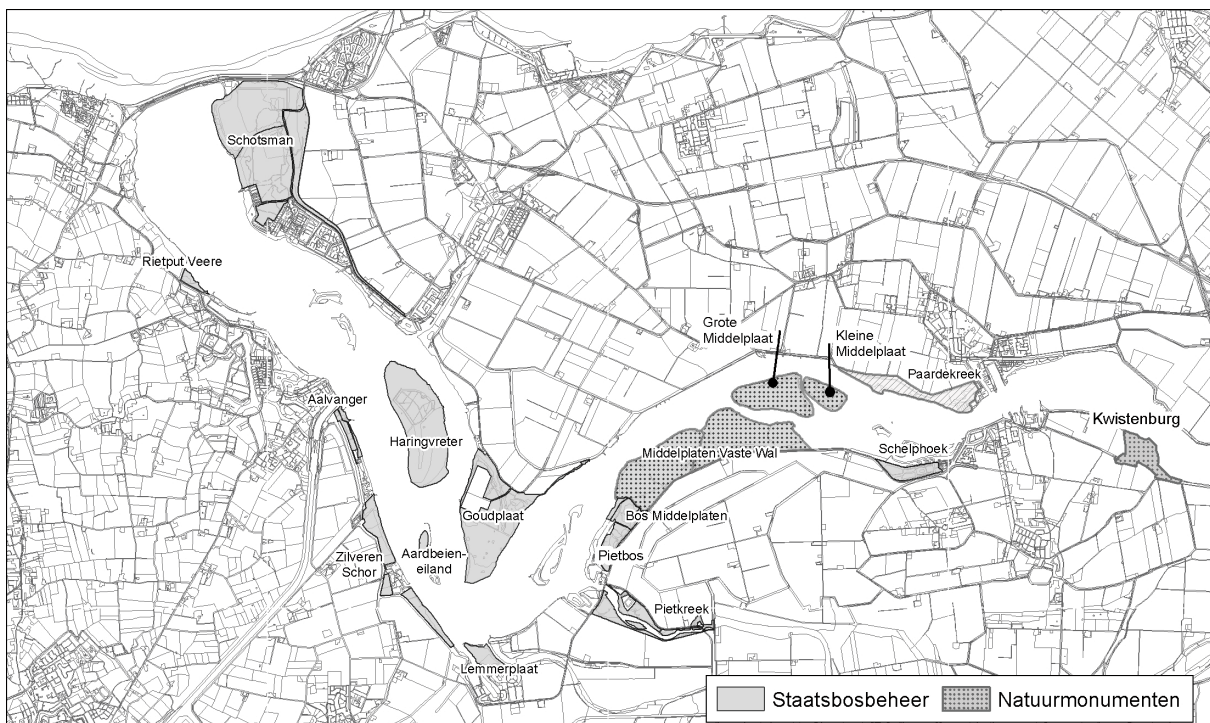 Schotsman
Rietput Veere
Grote
Middelplaat
Kleine
Middelplaat
Paardekreek
Aalvanger
Kwistenburg
Haringvreter
Middelplaten Vaste Wal
Schelphoek
Goudplaat
Bos Middelplaten
Zilveren
Schor
Aardbeien-
eiland
Pietbos
Pietkreek
Lemmerplaat
Staatsbosbeheer
Natuurmonumenten